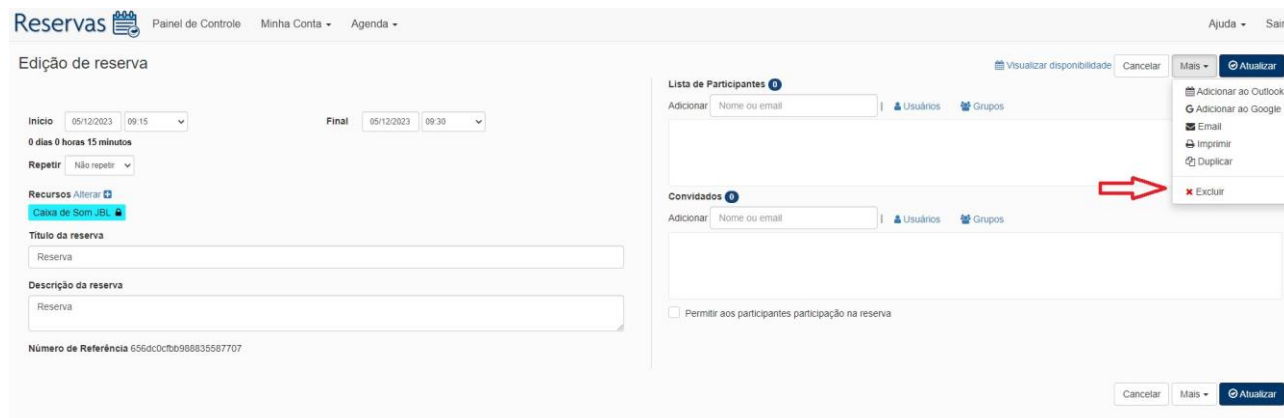 Reservas Painel de Controle Minha Conta Agenda Ajuda Sair
Edição de reserva
Visualizar disponibilidade Cancelar Mais Atualizar
Adicionar ao Outlook
Adicionar ao Google
Email
Imprimir
Duplicar
Excluir
Início 05/12/2023 09:15 Final 05/12/2023 09:30
0 dias 0 horas 15 minutos
Repetir Não repetir
Recursos Alterar
Caixa de Som JBL
Título da reserva
Reserva
Descrição da reserva
Reserva
Número de Referência 656dc0cfbb988835587707
Lista de Participantes 0
Adicionar Nome ou email | Usuários Grupos
Convidados 0
Adicionar Nome ou email | Usuários Grupos
Permitir aos participantes participação na reserva
Cancelar Mais Atualizar